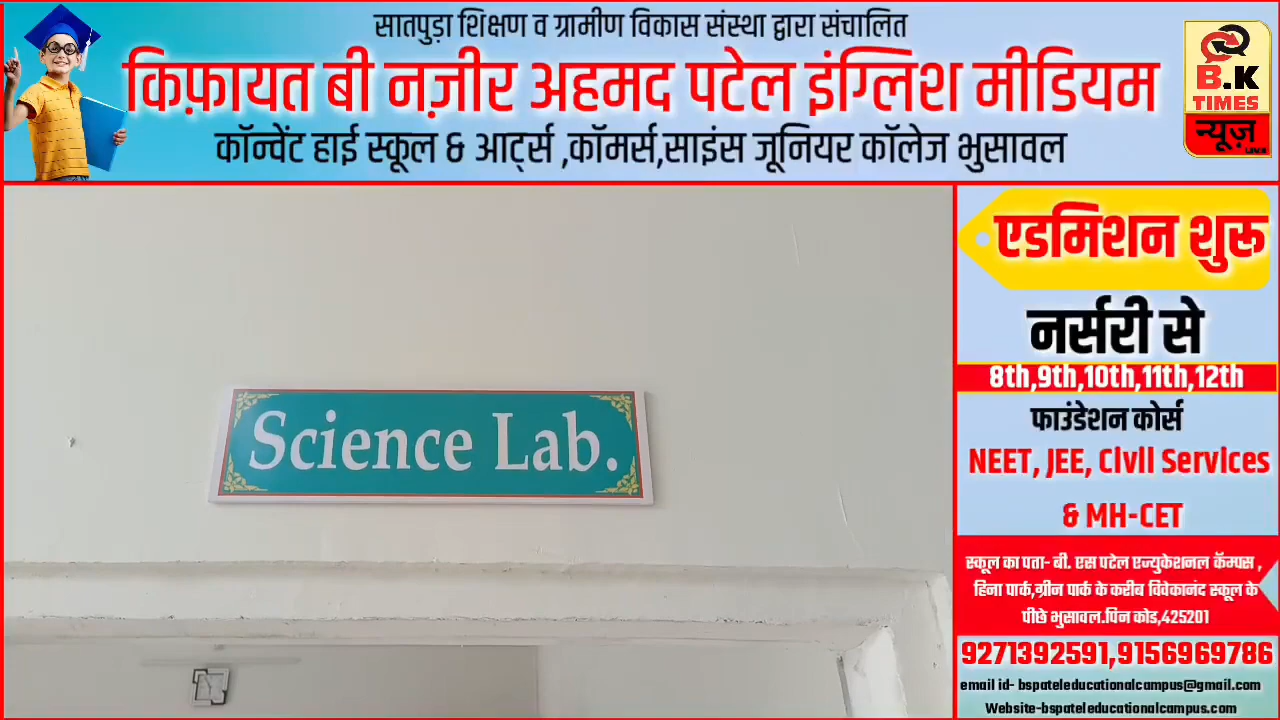 सातपुड़ा शिक्षण व ग्रामीण विकास संस्था द्वारा संचालित
किफ़ायत बी नज़ीर अहमद पटेल इंग्लिश मीडियम
कॉन्वेंट हाई स्कूल & आर्ट्स ,कॉमर्स,साइंस जूनियर कॉलेज भुसावल
B.K
TIMES
न्यूज़
एडमिशन शुरू
नर्सरी से
8th,9th,10th,11th,12th
फाउंडेशन कोर्स
NEET, JEE, Civil Services
& MH-CET
Science Lab.
स्कूल का पता- बी. एस पटेल एज्युकेशनल कॅम्पस ,
हिना पार्क,ग्रीन पार्क के करीब विवेकानंद स्कूल के
पीछे भुसावल.पिन कोड,425201
9271392591,9156969786
email id- bspateleducationalcampus@gmail.com
Website-bspateleducationalcampus.com